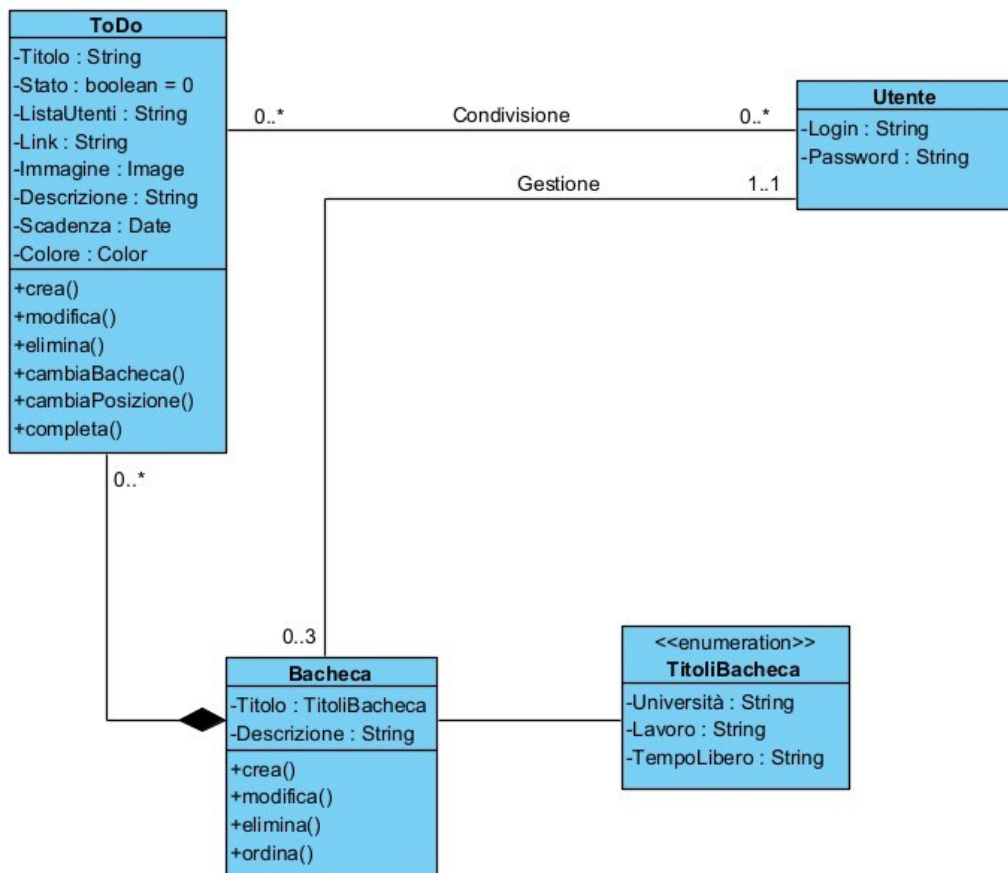 ToDo
-Titolo : String
-Stato : boolean = 0
-ListaUtenti : String
-Link : String
-Immagine : Image
-Descrizione : String
-Scadenza : Date
-Colore : Color
+crea()
+modifica()
+elimina()
+cambiaBacheca()
+cambiaPosizione()
+completa()
0..*
Condivisione
0..*
Utente
-Login : String
-Password : String
Gestione
1..1
0..*
0..3
Bacheca
-Titolo : TitoliBacheca
-Descrizione : String
+crea()
+modifica()
+elimina()
+ordina()
<<enumeration>>
TitoliBacheca
-Università : String
-Lavoro : String
-TempoLibero : String